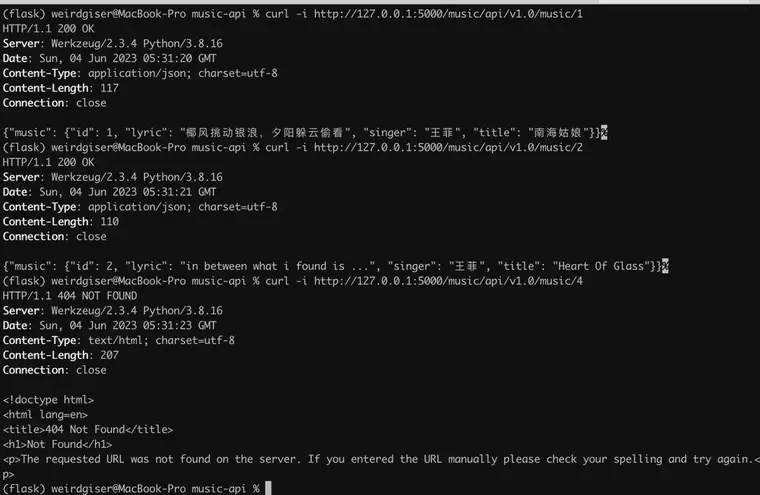 (flask) weirdgiser@MacBook-Pro music-api % curl -i http://127.0.0.1:5000/music/api/v1.0/music/1
HTTP/1.1 200 OK
Server: Werkzeug/2.3.4 Python/3.8.16
Date: Sun, 04 Jun 2023 05:31:20 GMT
Content-Type: application/json; charset=utf-8
Content-Length: 117
Connection: close
{"music": {"id": 1, "lyric": "椰风挑动银浪，夕阳躲云偷看", "singer": "王菲", "title": "南海姑娘"}}%
(flask) weirdgiser@MacBook-Pro music-api % curl -i http://127.0.0.1:5000/music/api/v1.0/music/2
HTTP/1.1 200 OK
Server: Werkzeug/2.3.4 Python/3.8.16
Date: Sun, 04 Jun 2023 05:31:21 GMT
Content-Type: application/json; charset=utf-8
Content-Length: 110
Connection: close
{"music": {"id": 2, "lyric": "in between what i found is ...", "singer": "王菲", "title": "Heart Of Glass"}}%
(flask) weirdgiser@MacBook-Pro music-api % curl -i http://127.0.0.1:5000/music/api/v1.0/music/4
HTTP/1.1 404 NOT FOUND
Server: Werkzeug/2.3.4 Python/3.8.16
Date: Sun, 04 Jun 2023 05:31:23 GMT
Content-Type: text/html; charset=utf-8
Content-Length: 207
Connection: close
<!doctype html>
<html lang=en>
<title>404 Not Found</title>
<h1>Not Found</h1>
<p>The requested URL was not found on the server. If you entered the URL manually please check your spelling and try again.<
p>
(flask) weirdgiser@MacBook-Pro music-api %